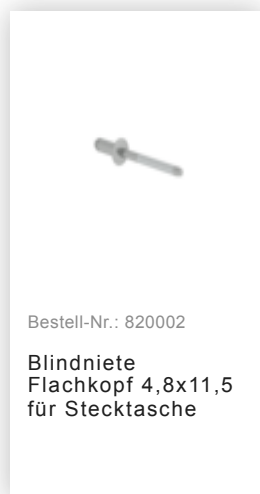 Bestell-Nr.: 820002
Blindniete
Flachkopf 4,8x11,5
für Stecktasche